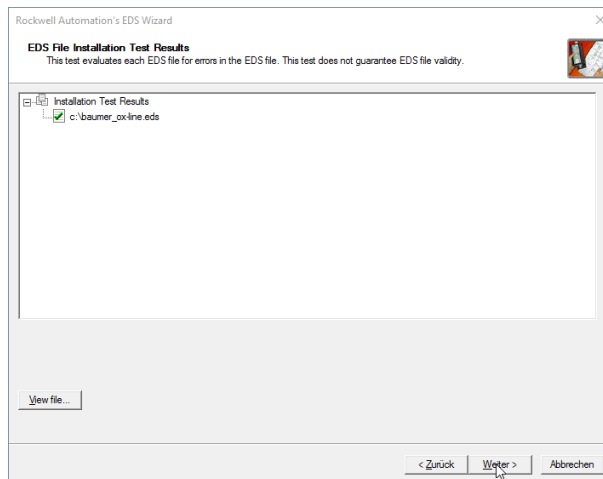 Rockwell Automation's EDS Wizard
EDS File Installation Test Results
This test evaluates each EDS file for errors in the EDS file. This test does not guarantee EDS file validity.
Installation Test Results
c:\baumer_ox-line.eds
View file...
< Zurück
Weiter >
Abbrechen